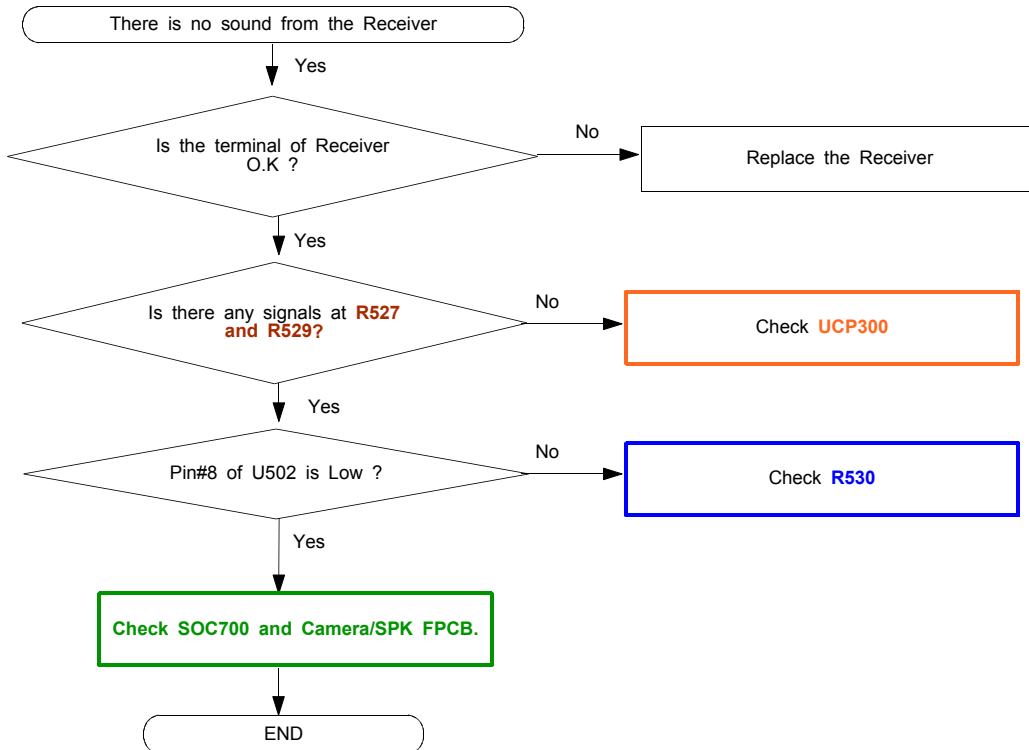 There is no sound from the Receiver
Yes
Is the terminal of Receiver
O.K ?
No
Replace the Receiver
Yes
Is there any signals at R527
and R529?
No
Check UCP300
Yes
Pin#8 of U502 is Low ?
No
Check R530
Yes
Check SOC700 and Camera/SPK FPCB.
END